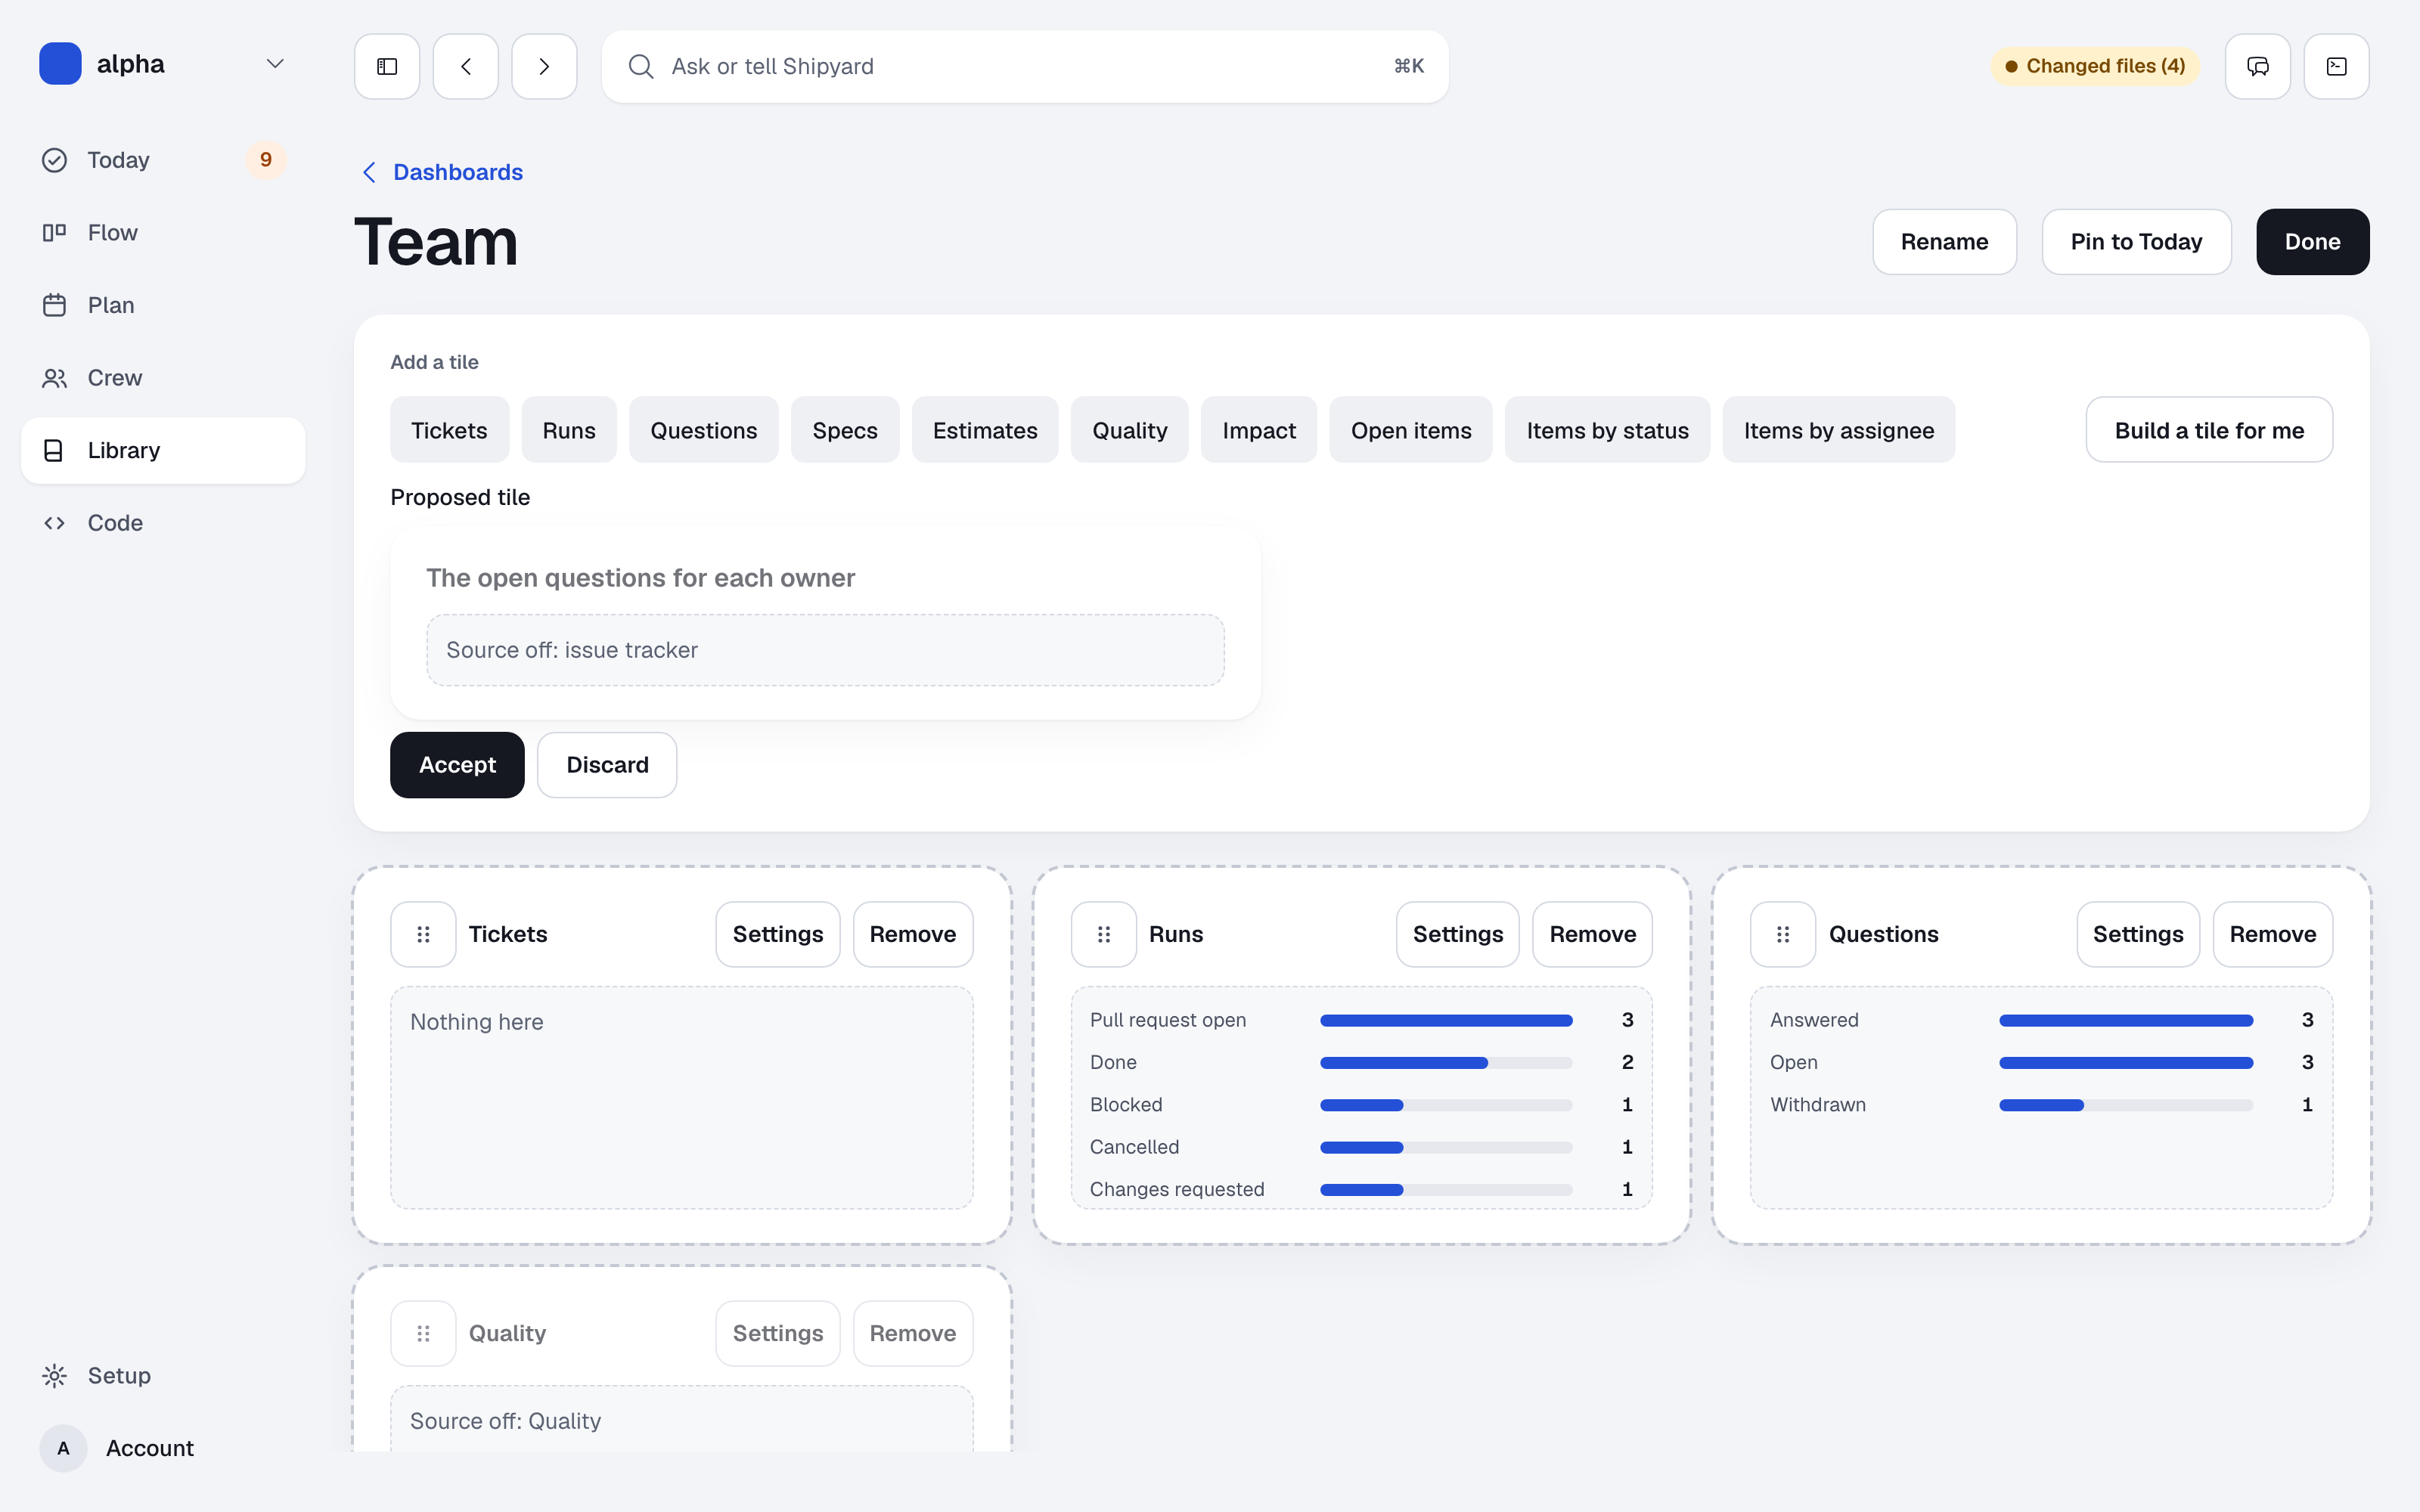 alpha
Ask or tell Shipyard
⌘K
Changed files (4)
Today
9
Flow
Plan
Crew
Library
Code
Setup
A
Account
Dashboards
Team
Rename
Pin to Today
Done
Add a tile
Tickets
Runs
Questions
Specs
Estimates
Quality
Impact
Open items
Items by status
Items by assignee
Build a tile for me
Proposed tile
The open questions for each owner
Source off: issue tracker
Accept
Discard
Tickets
Settings
Remove
Nothing here
Runs
Settings
Remove
Pull request open 3
Done 2
Blocked 1
Cancelled 1
Changes requested 1
Questions
Settings
Remove
Answered 3
Open 3
Withdrawn 1
Quality
Settings
Remove
Source off: Quality